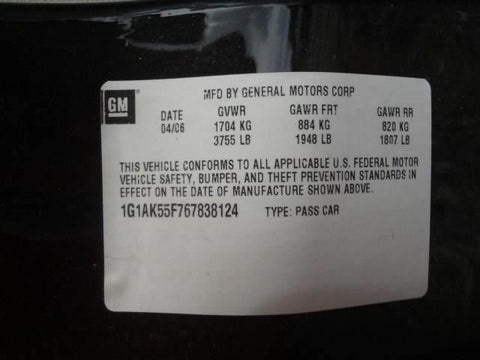 MFD BY GENERAL MOTORS CORP
GM
DATE GVWR GAWR FRT GAWR RR
04/06 1704 KG 884 KG 820 KG
3755 LB 1948 LB 1807 LB
THIS VEHICLE CONFORMS TO ALL APPLICABLE U.S. FEDERAL MOTOR
VEHICLE SAFETY, BUMPER, AND THEFT PREVENTION STANDARDS IN
EFFECT ON THE DATE OF MANUFACTURE SHOWN ABOVE.
1G1AK55F767838124 TYPE: PASS CAR